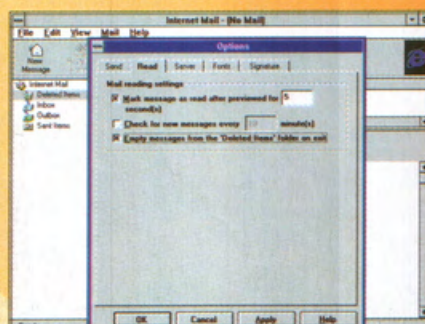 Internet Mail - (No Mail)
File Edit View Mail Help
New
Message
Options
Send Read Server Fonts Signature
Internet Mail
Deleted Items
Inbox
Outbox
Sent Items
Mail reading settings
Mark message as read after previewed for 5
second(s)
Check for new messages every 10 minute(s)
Empty messages from the 'Deleted Items' folder on exit
OK Cancel Apply Help